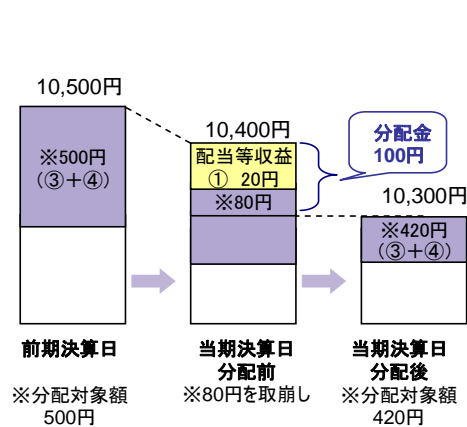 10,500円
※500円
(③+④)
前期決算日
※分配対象額
500円
10,400円
配当等収益
① 20円
※80円
当期決算日
分配前
※80円を取崩し
分配金
100円
10,300円
※420円
(③+④)
当期決算日
分配後
※分配対象額
420円